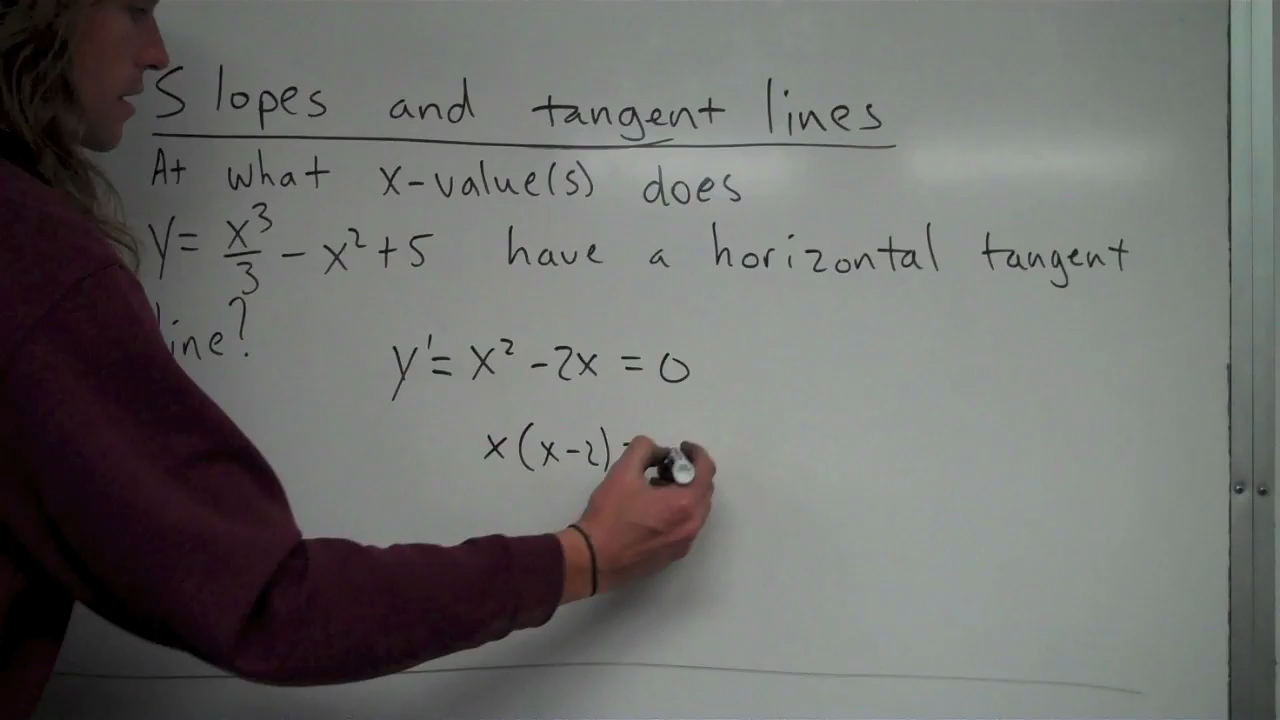 Slopes and tangent lines
At what x-value(s) does
y = x³/3 - x² + 5 have a horizontal tangent
line?
y' = x² - 2x = 0
x(x-2)